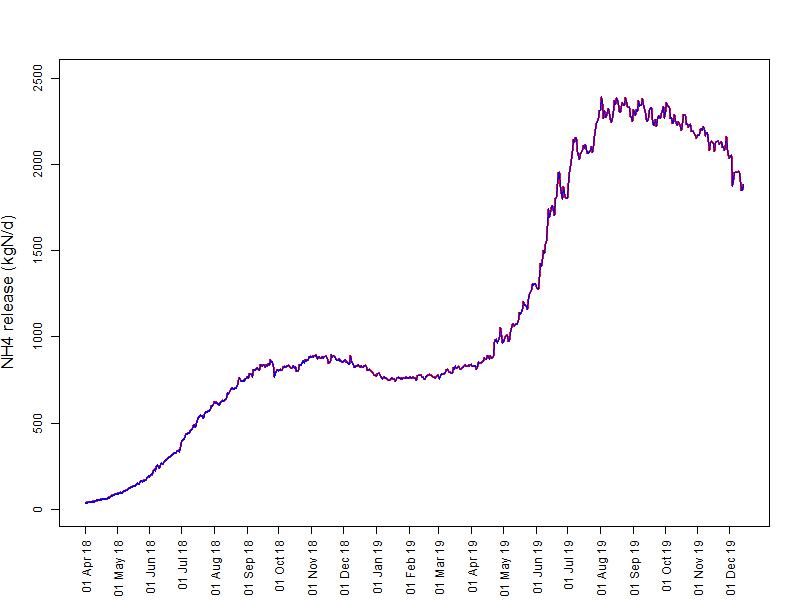 NH4 release (kgN/d)
2500
2000
1500
1000
500
0
01 Apr 18
01 May 18
01 Jun 18
01 Jul 18
01 Aug 18
01 Sep 18
01 Oct 18
01 Nov 18
01 Dec 18
01 Jan 19
01 Feb 19
01 Mar 19
01 Apr 19
01 May 19
01 Jun 19
01 Jul 19
01 Aug 19
01 Sep 19
01 Oct 19
01 Nov 19
01 Dec 19